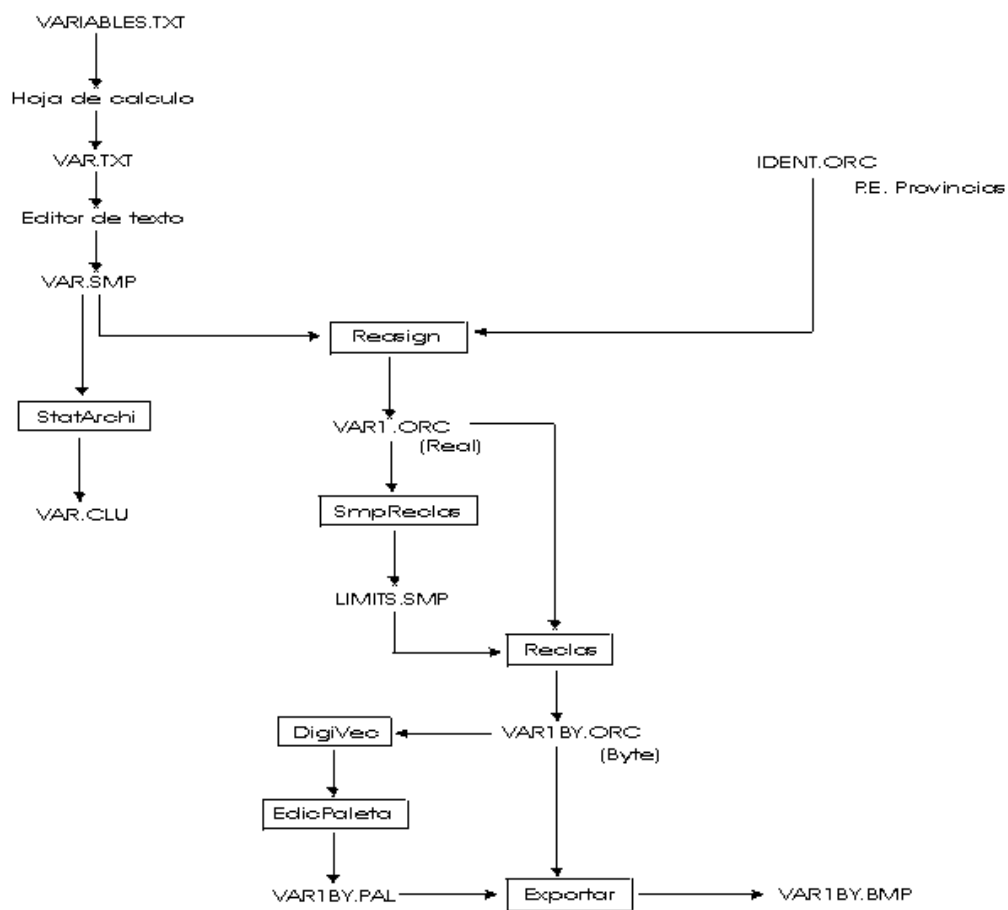 VARIABLES.TXT
Hoja de calculo
VAR.TXT
IDENT.ORC
P.E. Provincias
Editor de texto
VAR.SMP
Reasign
StatArchi
VAR1.ORC
(Real)
VAR.CLU
SmpReclas
LIMITS.SMP
Reclas
DigiVec
VAR1BY.ORC
(Byte)
EdicPaleta
VAR1BY.PAL
Exportar
VAR1BY.BMP